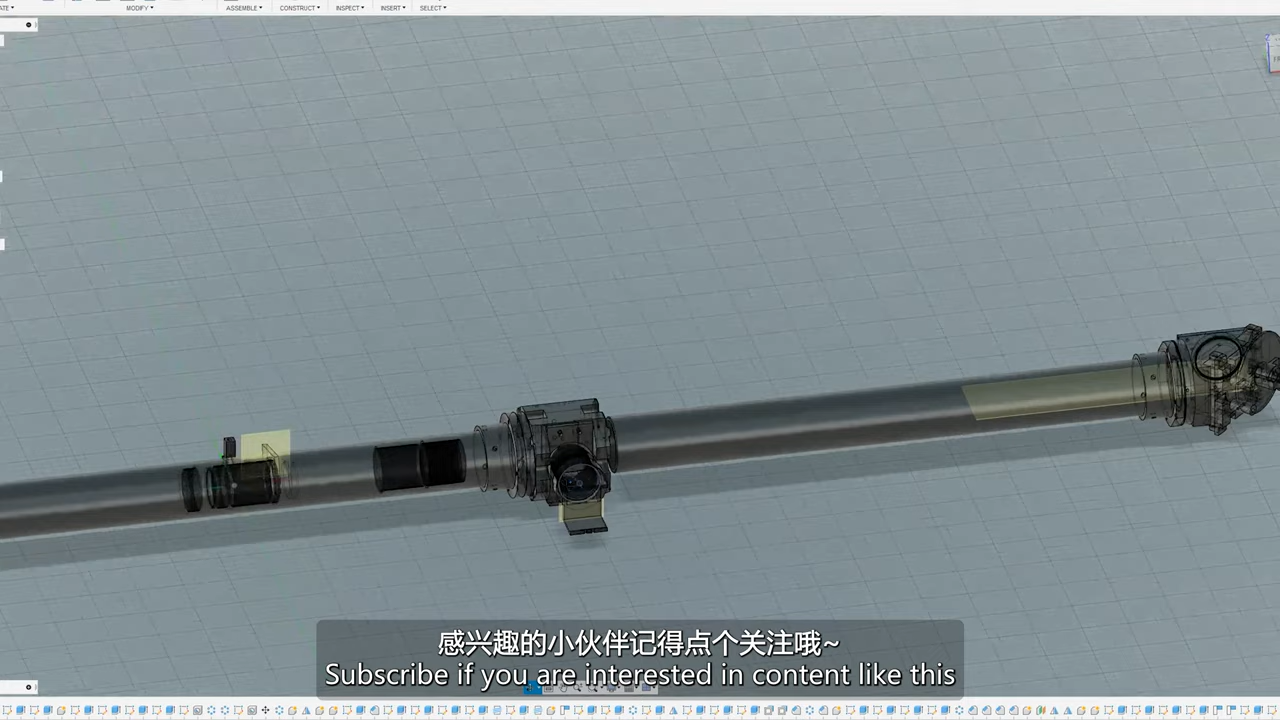 MODIFY ▾
ASSEMBLE ▾
CONSTRUCT ▾
INSPECT ▾
INSERT ▾
SELECT ▾
感兴趣的小伙伴记得点个关注哦~
Subscribe if you are interested in content like this